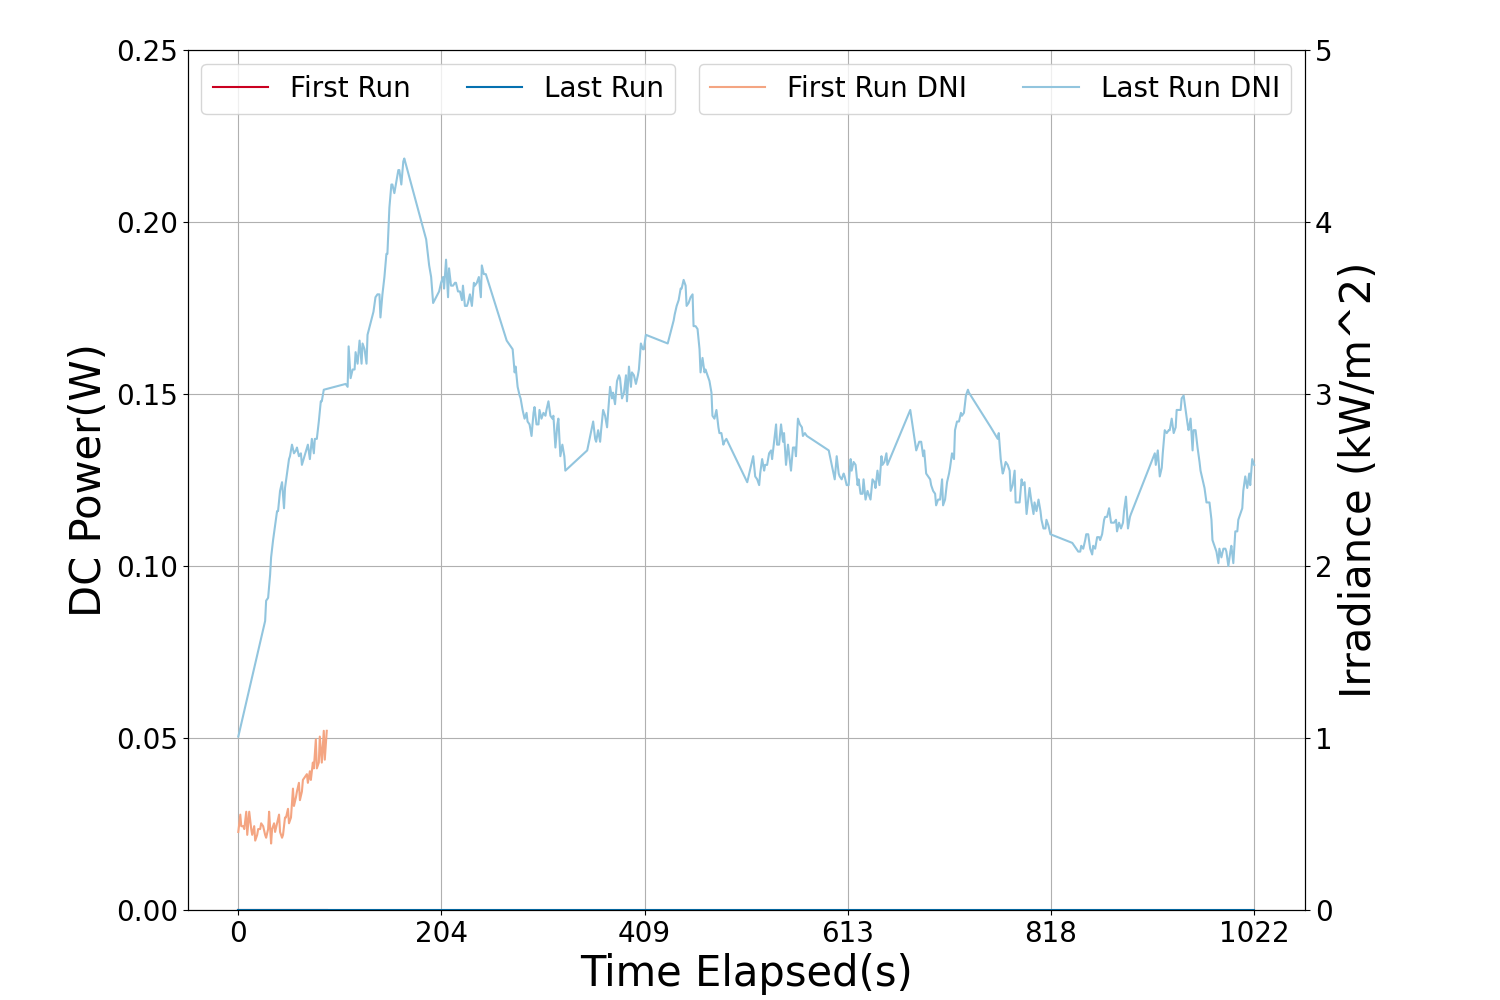 First Run
Last Run
First Run DNI
Last Run DNI
0.25
0.20
0.15
0.10
0.05
0.00
DC Power(W)
5
4
3
2
1
0
Irradiance (kW/m^2)
0 204 409 613 818 1022
Time Elapsed(s)